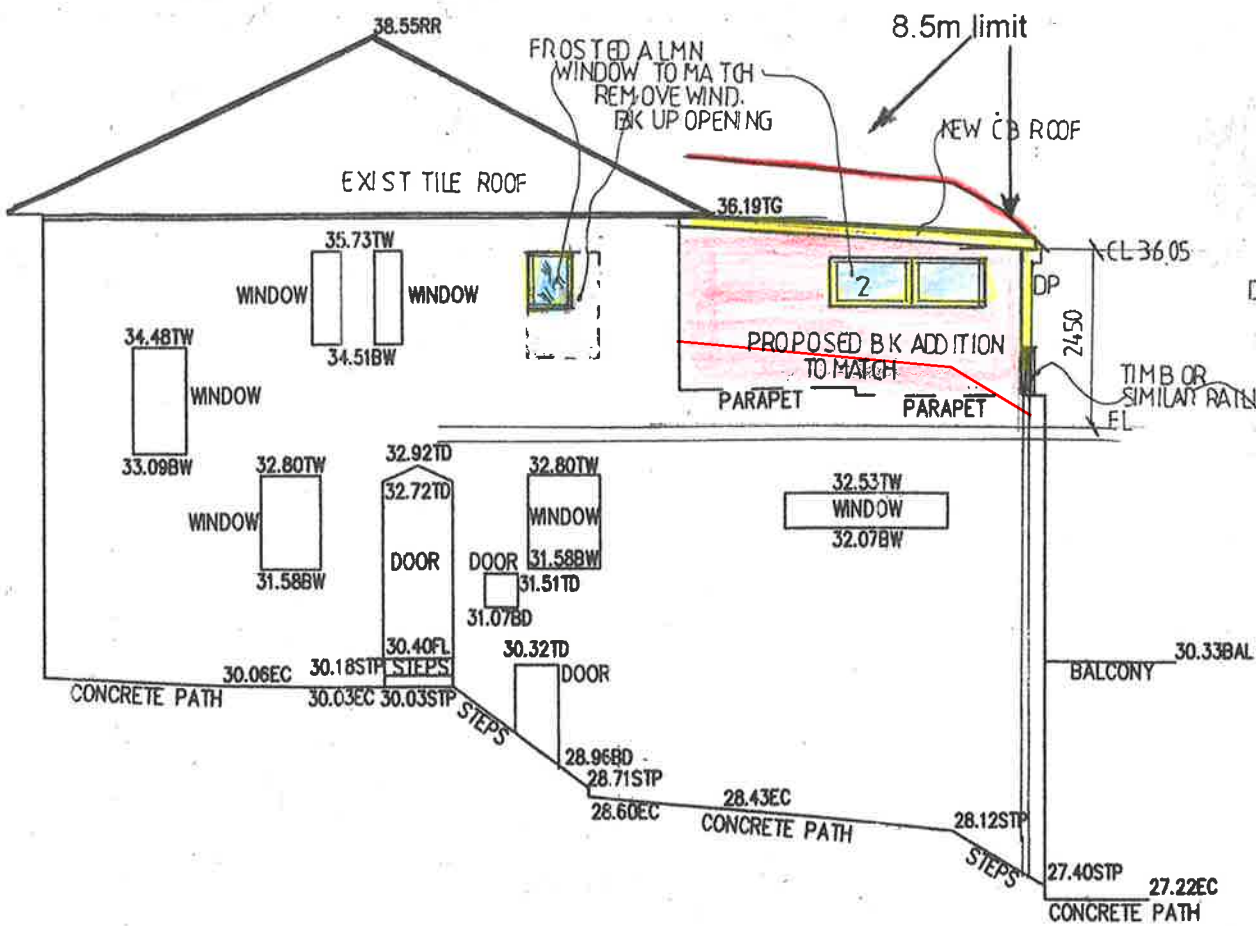 38.55RR
8.5m limit
FROSTED ALMN
WINDOW TO MATCH
REMOVE WIND.
BK UP OPENING
NEW CB ROOF
EXIST TILE ROOF
36.19TG
35.73TW
WINDOW
WINDOW
34.51BW
CL 36.05
2
DP
2450
34.48TW
WINDOW
33.09BW
PROPOSED BK ADDITION
TO MATCH
PARAPET
PARAPET
TIMB OR
SIMILAR
FL
32.92TD
32.72TD
DOOR
32.80TW
WINDOW
31.58BW
32.80TW
WINDOW
31.58BW
32.53TW
WINDOW
32.07BW
DOOR
31.51TD
31.07BD
30.40FL
30.18STP STEPS
30.06EC
CONCRETE PATH
30.03EC 30.03STP
STEPS
30.32TD
DOOR
30.33BAL
BALCONY
28.96BD
28.71STP
28.60EC
28.43EC
CONCRETE PATH
28.12STP
STEPS
27.40STP
27.22EC
CONCRETE PATH